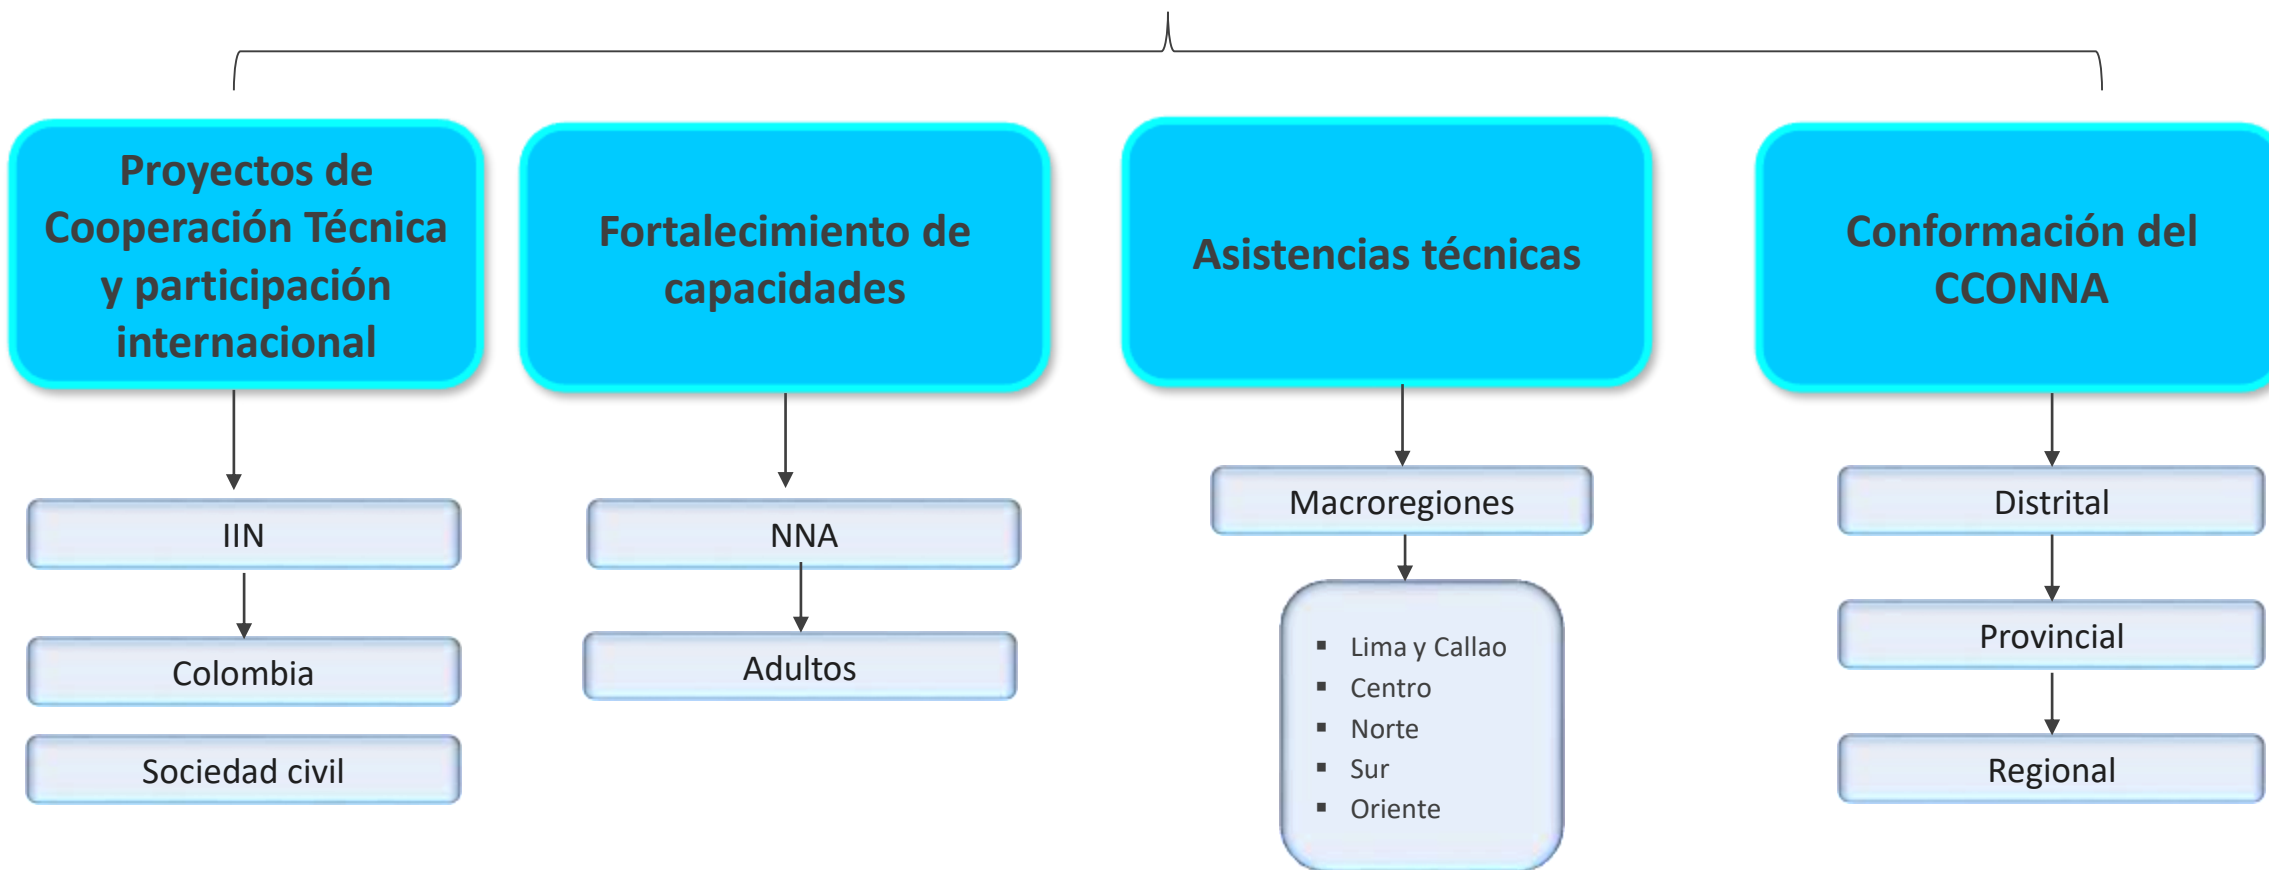 Proyectos de
Cooperación Técnica
y participación
internacional
IIN
Colombia
Sociedad civil
Fortalecimiento de
capacidades
NNA
Adultos
Asistencias técnicas
Macroregiones
▪ Lima y Callao
▪ Centro
▪ Norte
▪ Sur
▪ Oriente
Conformación del
CCONNA
Distrital
Provincial
Regional